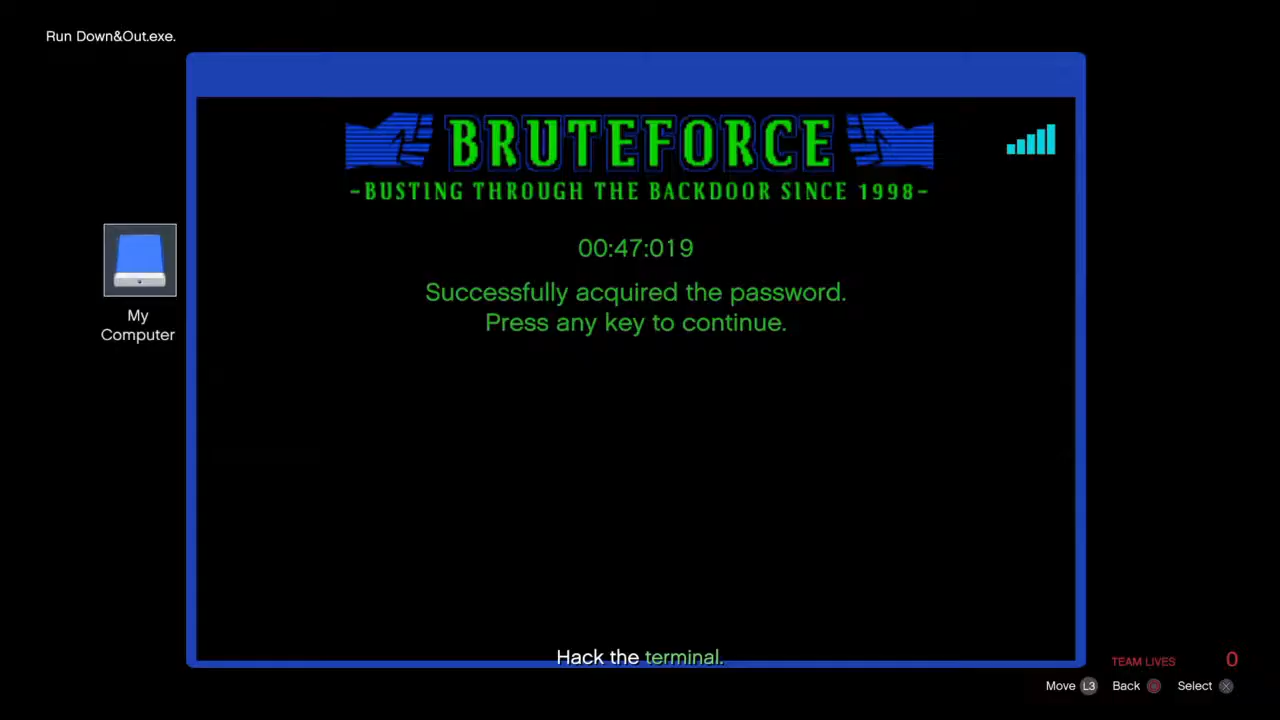 Run Down&Out.exe.
BRUTEFORCE
-BUSTING THROUGH THE BACKDOOR SINCE 1998-
00:47:019
Successfully acquired the password.
Press any key to continue.
My
Computer
Hack the terminal.
TEAM LIVES 0
Move L3 Back Select